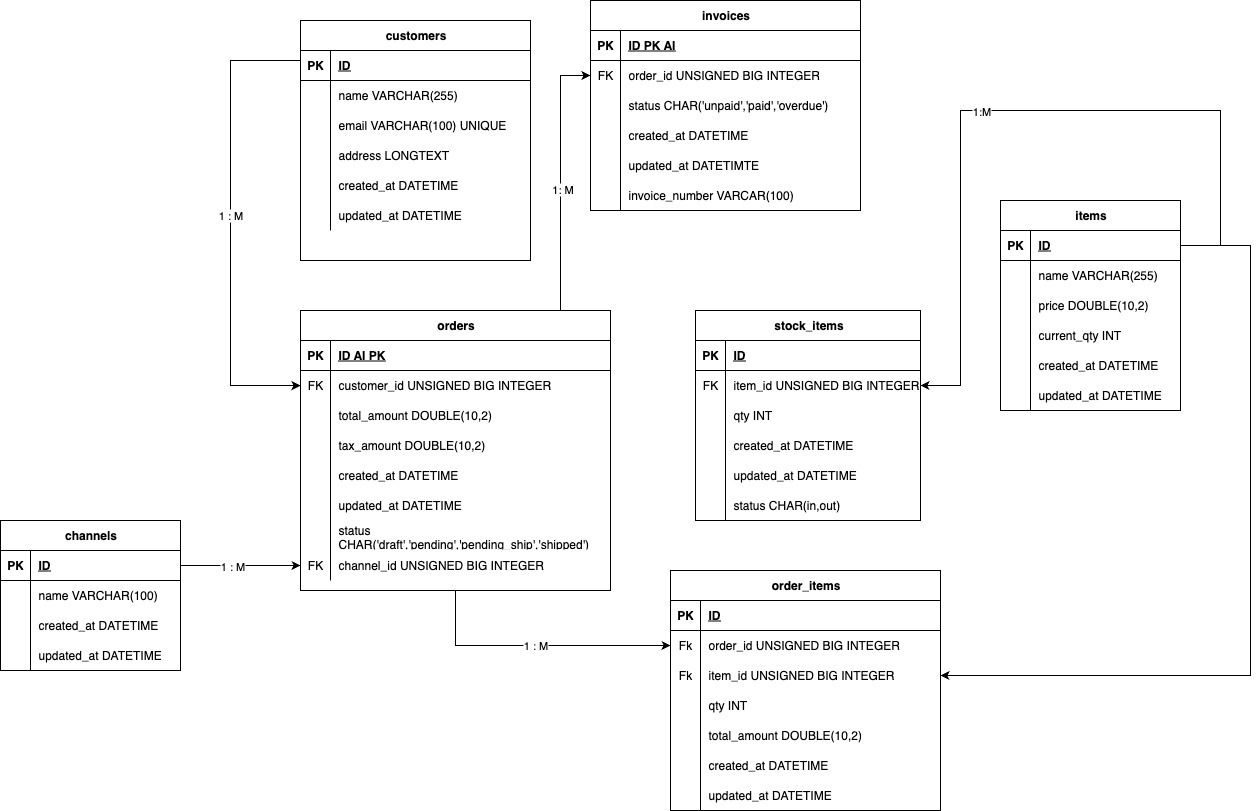 customers
PK ID
name VARCHAR(255)
email VARCHAR(100) UNIQUE
address LONGTEXT
created_at DATETIME
updated_at DATETIME
invoices
PK ID PK AI
FK order_id UNSIGNED BIG INTEGER
status CHAR('unpaid','paid','overdue')
created_at DATETIME
updated_at DATETIMTE
invoice_number VARCAR(100)
1 : M
1: M
1:M
items
PK ID
name VARCHAR(255)
price DOUBLE(10,2)
current_qty INT
created_at DATETIME
updated_at DATETIME
orders
PK ID AI PK
FK customer_id UNSIGNED BIG INTEGER
total_amount DOUBLE(10,2)
tax_amount DOUBLE(10,2)
created_at DATETIME
updated_at DATETIME
status
CHAR('draft','pending','pending_ship','shipped')
FK channel_id UNSIGNED BIG INTEGER
stock_items
PK ID
FK item_id UNSIGNED BIG INTEGER
qty INT
created_at DATETIME
updated_at DATETIME
status CHAR(in,out)
channels
PK ID
name VARCHAR(100)
created_at DATETIME
updated_at DATETIME
1 : M
1 : M
order_items
PK ID
Fk order_id UNSIGNED BIG INTEGER
Fk item_id UNSIGNED BIG INTEGER
qty INT
total_amount DOUBLE(10,2)
created_at DATETIME
updated_at DATETIME